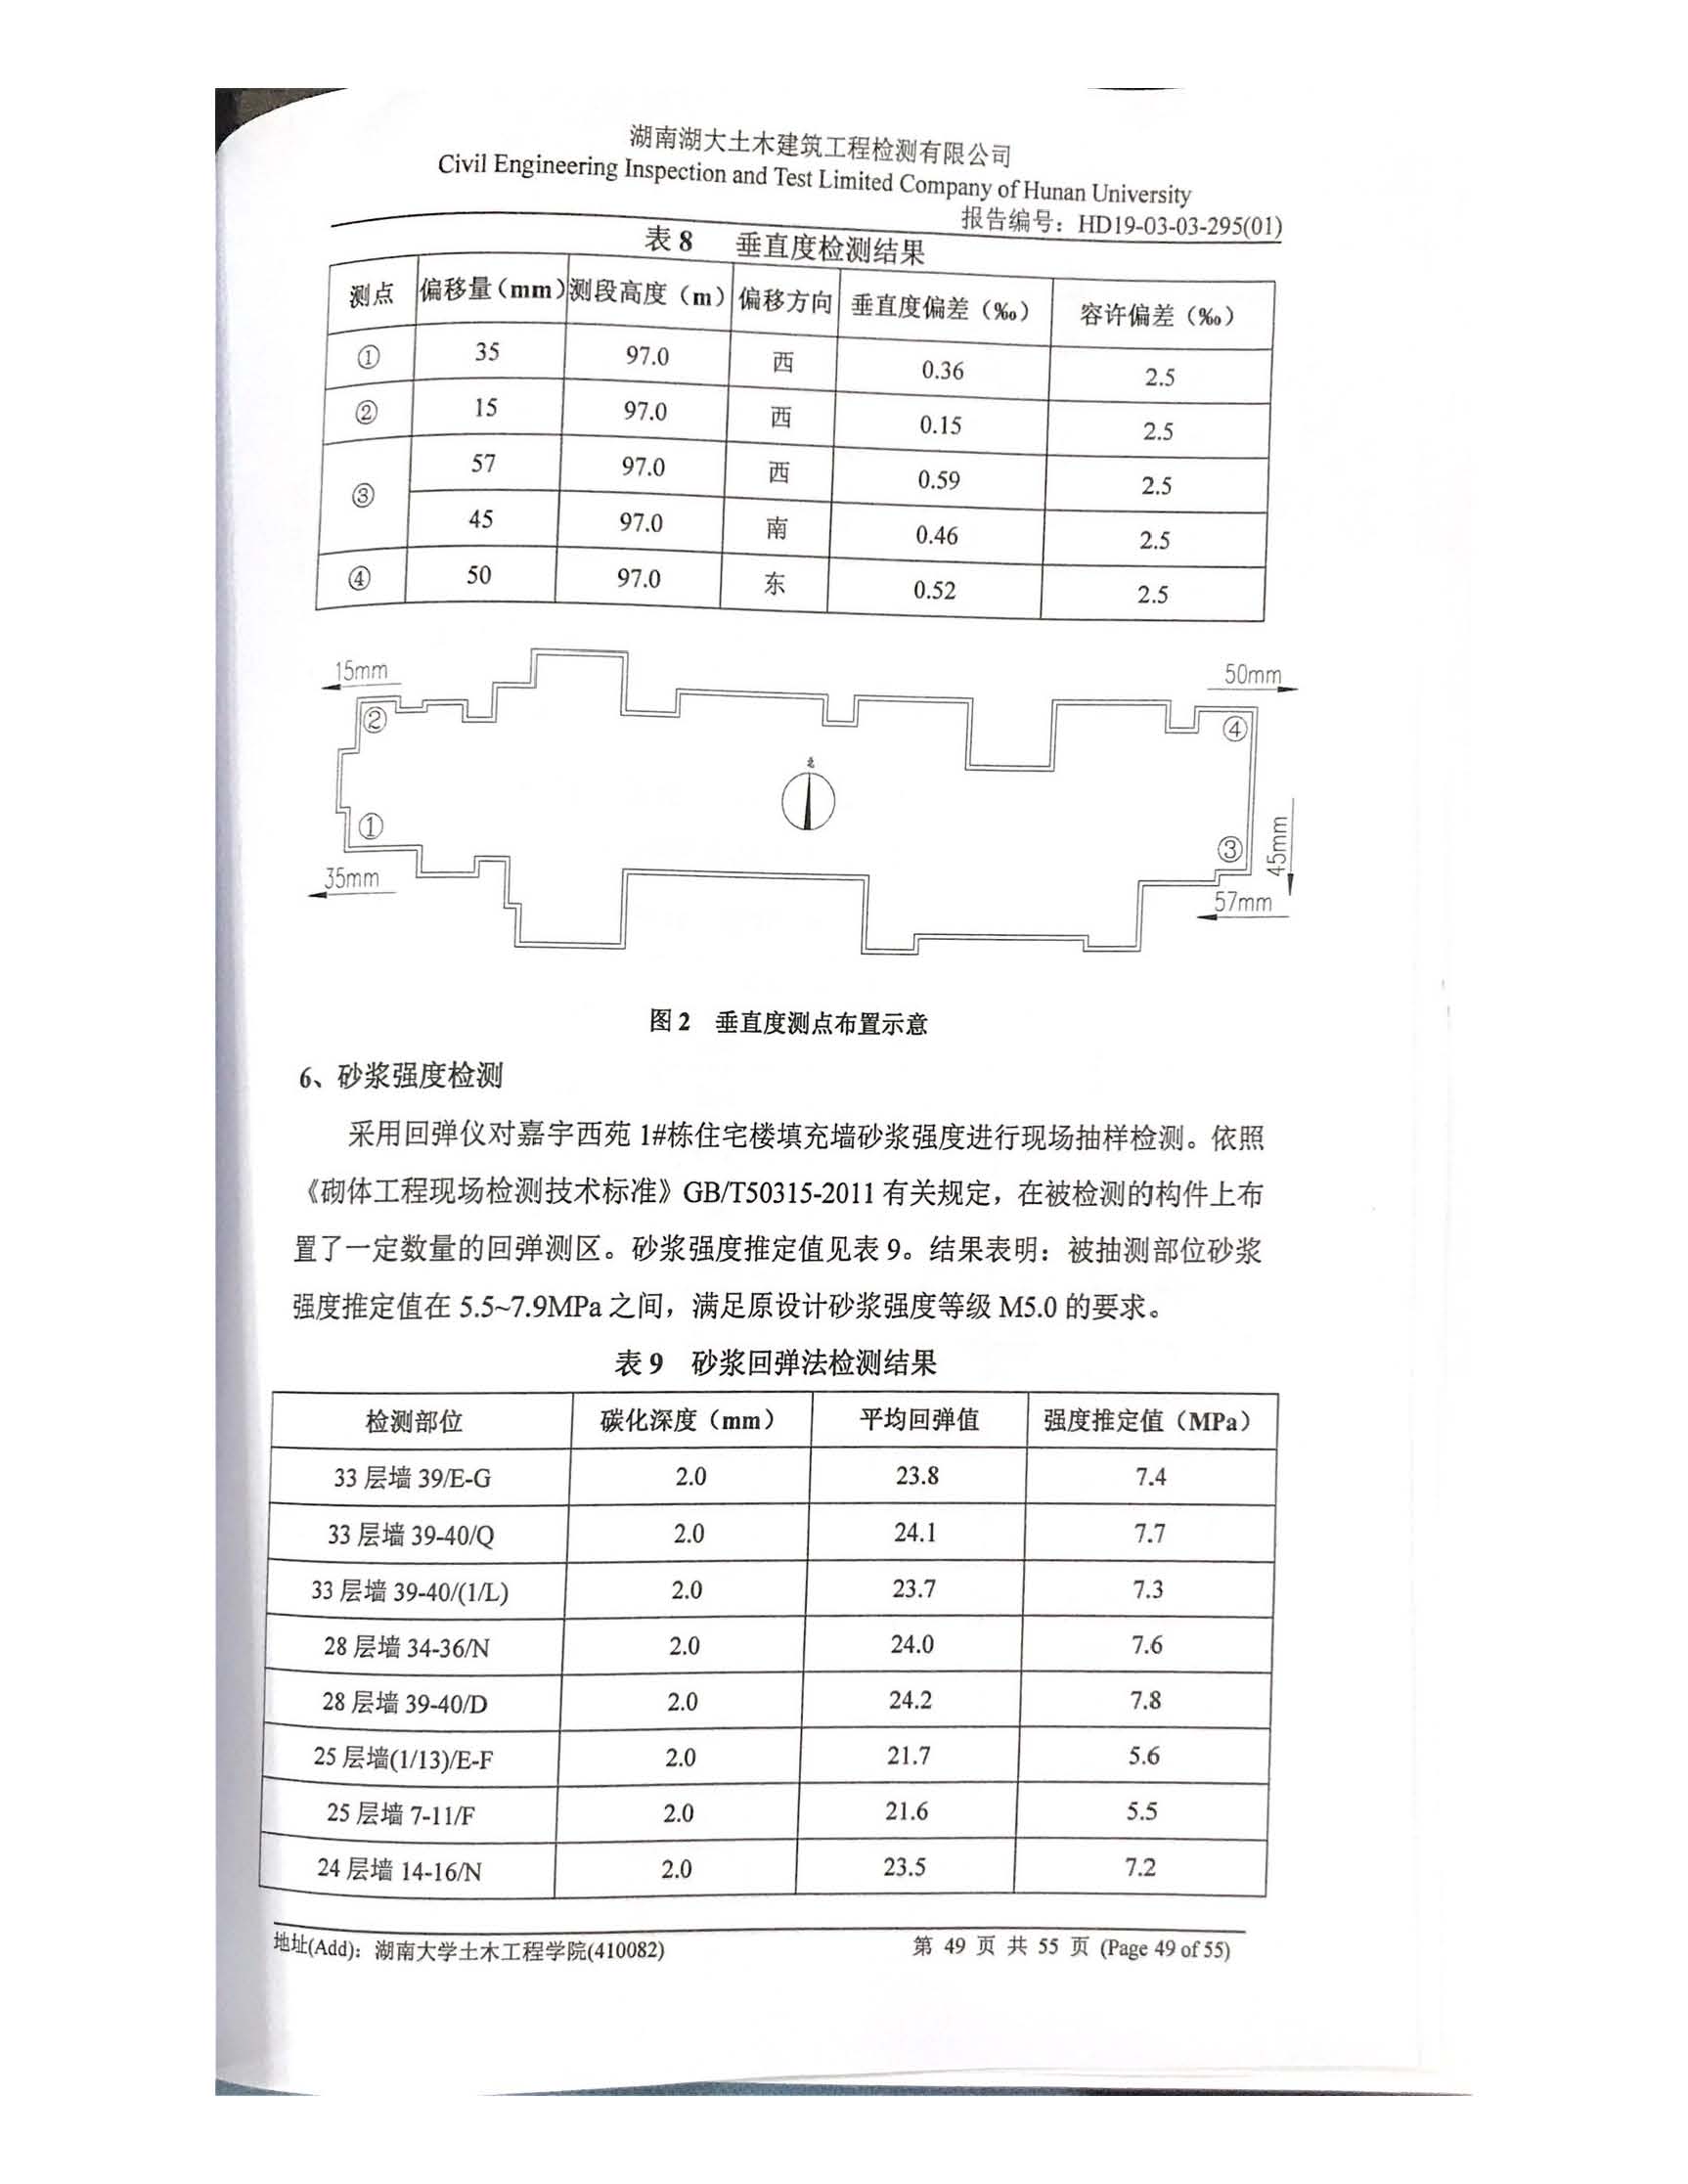 湖南湖大土木建筑工程检测有限公司
Civil Engineering Inspection and Test Limited Company of Hunan University
报告编号：HD19-03-03-295(01)
表 8 垂直度检测结果
测点 偏移量（mm） 测段高度（m） 偏移方向 垂直度偏差（‰） 容许偏差（‰）
① 35 97.0 西 0.36 2.5
② 15 97.0 西 0.15 2.5
③ 57 97.0 西 0.59 2.5
45 97.0 南 0.46 2.5
④ 50 97.0 东 0.52 2.5
15mm 50mm
② ④
北
① ③ 45mm
35mm 57mm
图 2 垂直度测点布置示意
6、砂浆强度检测
采用回弹仪对嘉宇西苑 1#栋住宅楼填充墙砂浆强度进行现场抽样检测。依照
《砌体工程现场检测技术标准》GB/T50315-2011 有关规定，在被检测的构件上布
置了一定数量的回弹测区。砂浆强度推定值见表 9。结果表明：被抽测部位砂浆
强度推定值在 5.5~7.9MPa 之间，满足原设计砂浆强度等级 M5.0 的要求。
表 9 砂浆回弹法检测结果
检测部位 碳化深度（mm） 平均回弹值 强度推定值（MPa）
33 层墙 39/E-G 2.0 23.8 7.4
33 层墙 39-40/Q 2.0 24.1 7.7
33 层墙 39-40/(1/L) 2.0 23.7 7.3
28 层墙 34-36/N 2.0 24.0 7.6
28 层墙 39-40/D 2.0 24.2 7.8
25 层墙(1/13)/E-F 2.0 21.7 5.6
25 层墙 7-11/F 2.0 21.6 5.5
24 层墙 14-16/N 2.0 23.5 7.2
地址(Add)：湖南大学土木工程学院(410082) 第 49 页 共 55 页 (Page 49 of 55)